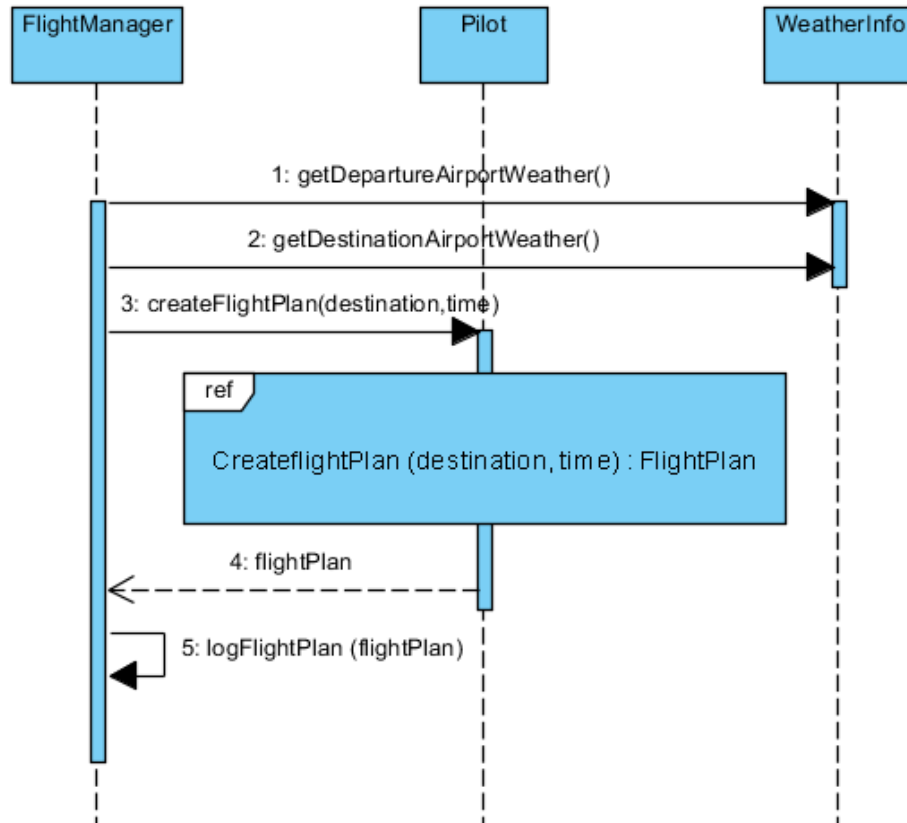 FlightManager
Pilot
WeatherInfo
1: getDepartureAirportWeather()
2: getDestinationAirportWeather()
3: createFlightPlan(destination,time)
ref
CreateflightPlan (destination, time) : FlightPlan
4: flightPlan
5: logFlightPlan (flightPlan)